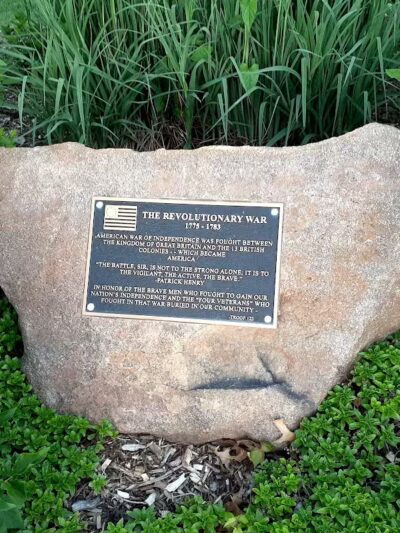 THE REVOLUTIONARY WAR
1775 - 1783
AMERICAN WAR OF INDEPENDENCE WAS FOUGHT BETWEEN
THE KINGDOM OF GREAT BRITAIN AND THE 13 BRITISH
COLONIES - - WHICH BECAME
AMERICA
"THE BATTLE, SIR, IS NOT TO THE STRONG ALONE; IT IS TO
THE VIGILANT, THE ACTIVE, THE BRAVE."
-PATRICK HENRY
IN HONOR OF THE BRAVE MEN WHO FOUGHT TO GAIN OUR
NATION'S INDEPENDENCE AND THE "FOUR VETERANS" WHO
FOUGHT IN THAT WAR BURIED IN OUR COMMUNITY -
-TROOP